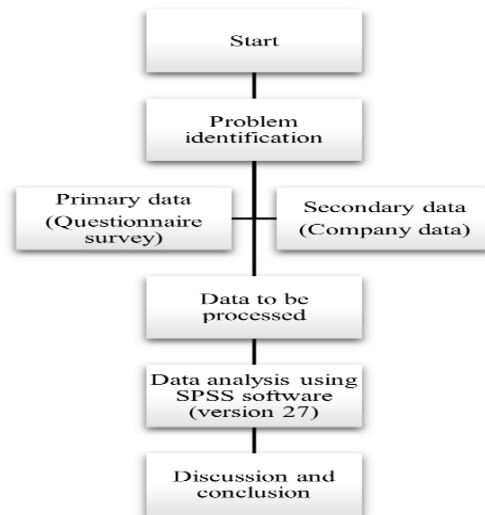 Start
Problem
identification
Primary data
(Questionnaire
survey)
Secondary data
(Company data)
Data to be
processed
Data analysis using
SPSS software
(version 27)
Discussion and
conclusion